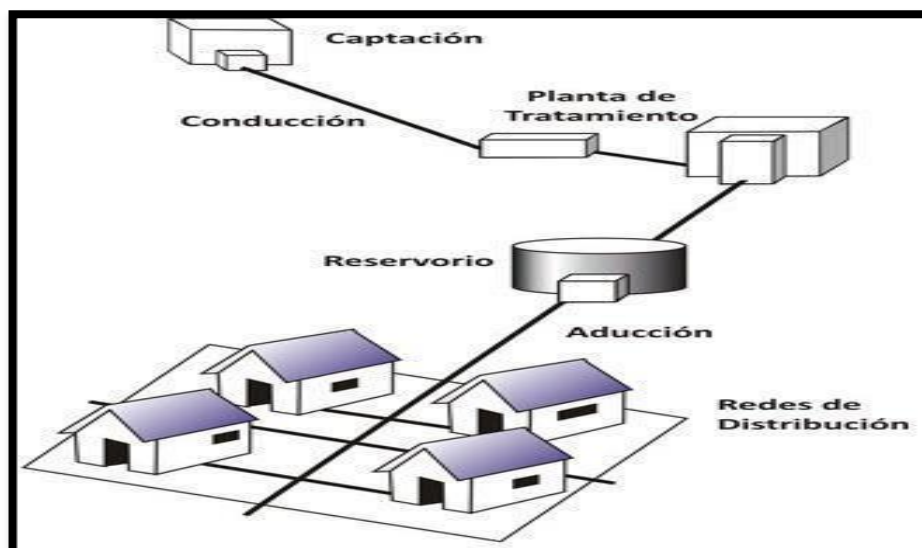 Captación
Planta de
Tratamiento
Conducción
Reservorio
Aducción
Redes de
Distribución